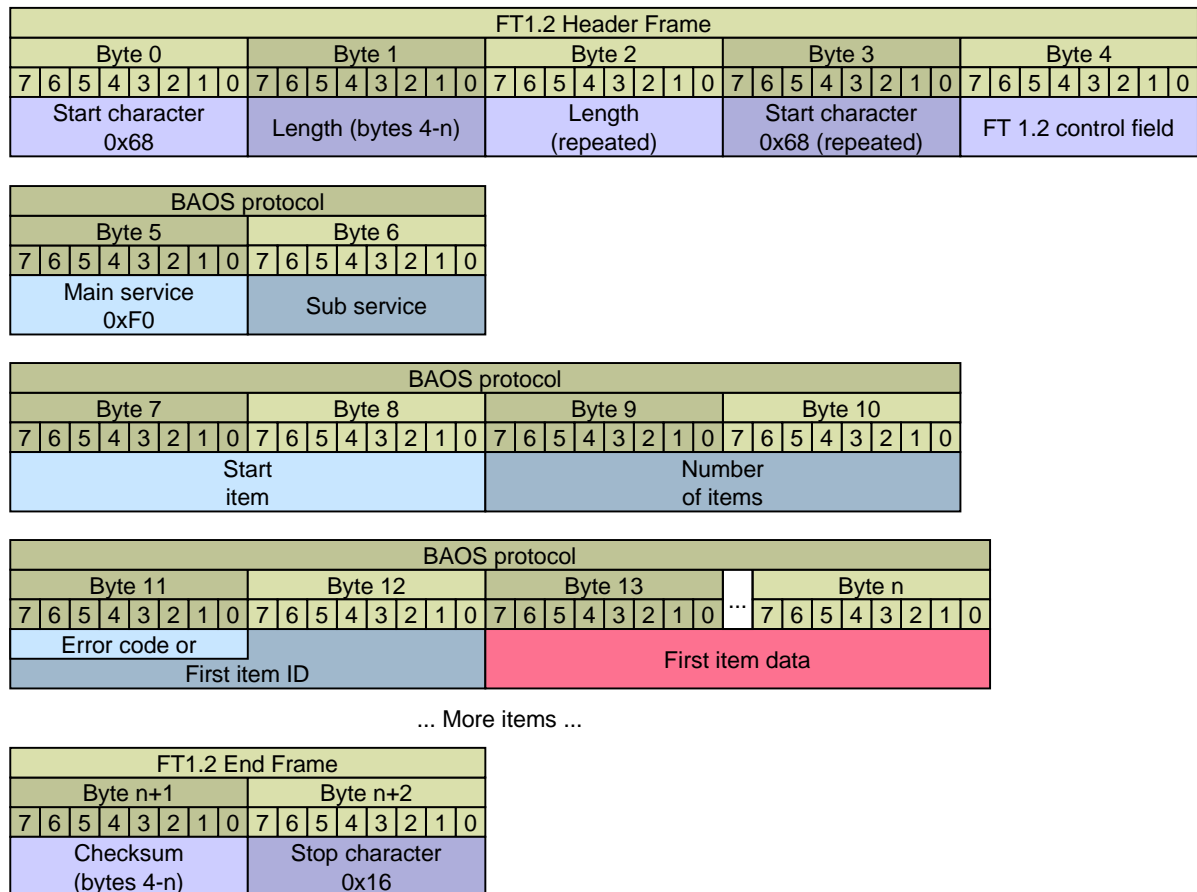 FT1.2 Header Frame
Byte 0 Byte 1 Byte 2 Byte 3 Byte 4
7 6 5 4 3 2 1 0 7 6 5 4 3 2 1 0 7 6 5 4 3 2 1 0 7 6 5 4 3 2 1 0 7 6 5 4 3 2 1 0
Start character 0x68 Length (bytes 4-n) Length (repeated) Start character 0x68 (repeated) FT 1.2 control field
BAOS protocol
Byte 5 Byte 6
7 6 5 4 3 2 1 0 7 6 5 4 3 2 1 0
Main service 0xF0 Sub service
BAOS protocol
Byte 7 Byte 8 Byte 9 Byte 10
7 6 5 4 3 2 1 0 7 6 5 4 3 2 1 0 7 6 5 4 3 2 1 0 7 6 5 4 3 2 1 0
Start item Number of items
BAOS protocol
Byte 11 Byte 12 Byte 13 ... Byte n
7 6 5 4 3 2 1 0 7 6 5 4 3 2 1 0 7 6 5 4 3 2 1 0 7 6 5 4 3 2 1 0
Error code or
First item ID First item data
... More items ...
FT1.2 End Frame
Byte n+1 Byte n+2
7 6 5 4 3 2 1 0 7 6 5 4 3 2 1 0
Checksum (bytes 4-n) Stop character 0x16